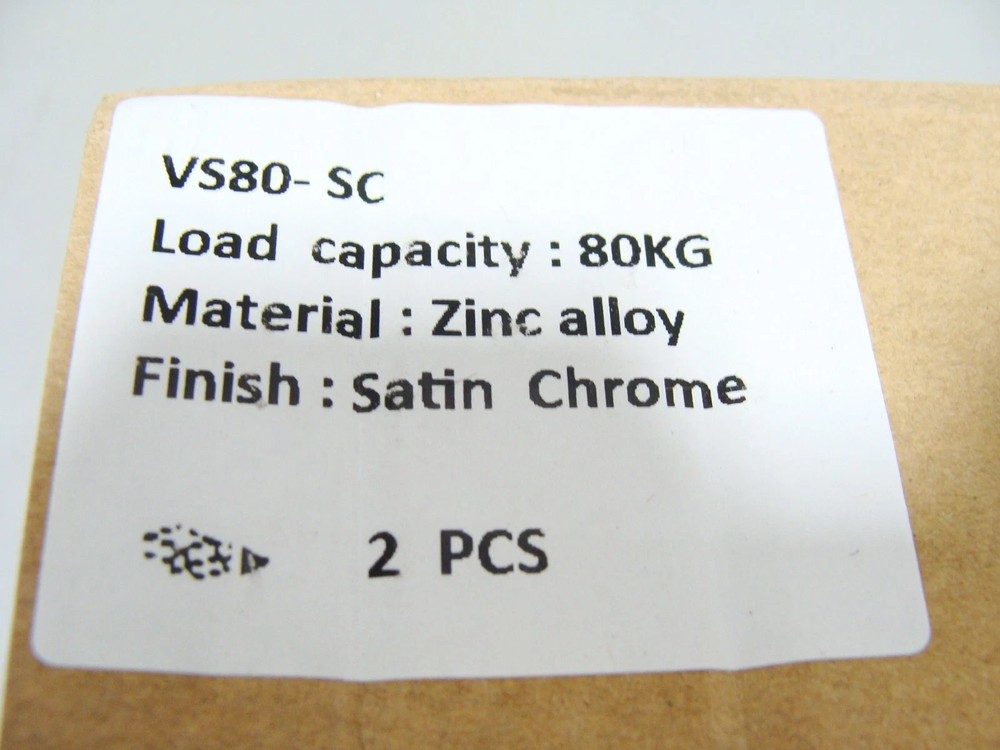 VS80- SC
Load capacity : 80KG
Material : Zinc alloy
Finish : Satin Chrome
2 PCS